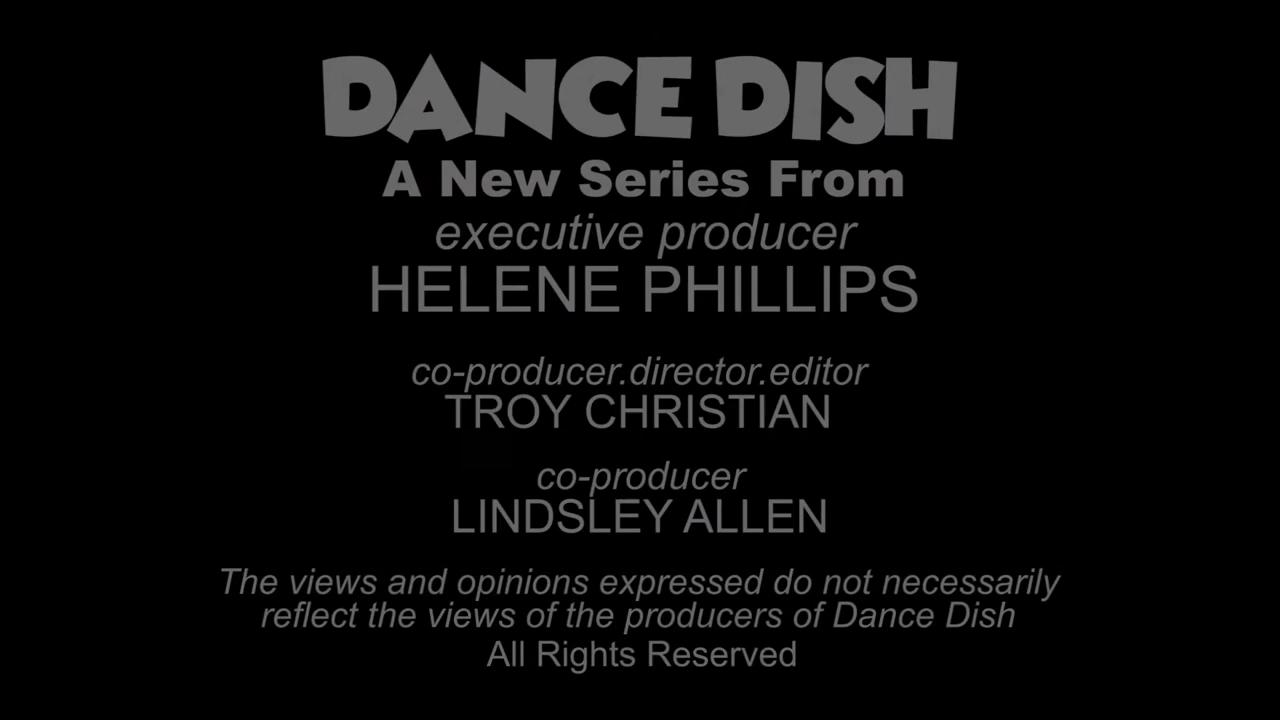 DANCE DISH
A New Series From
executive producer
HELENE PHILLIPS
co-producer.director.editor
TROY CHRISTIAN
co-producer
LINDSLEY ALLEN
The views and opinions expressed do not necessarily
reflect the views of the producers of Dance Dish
All Rights Reserved